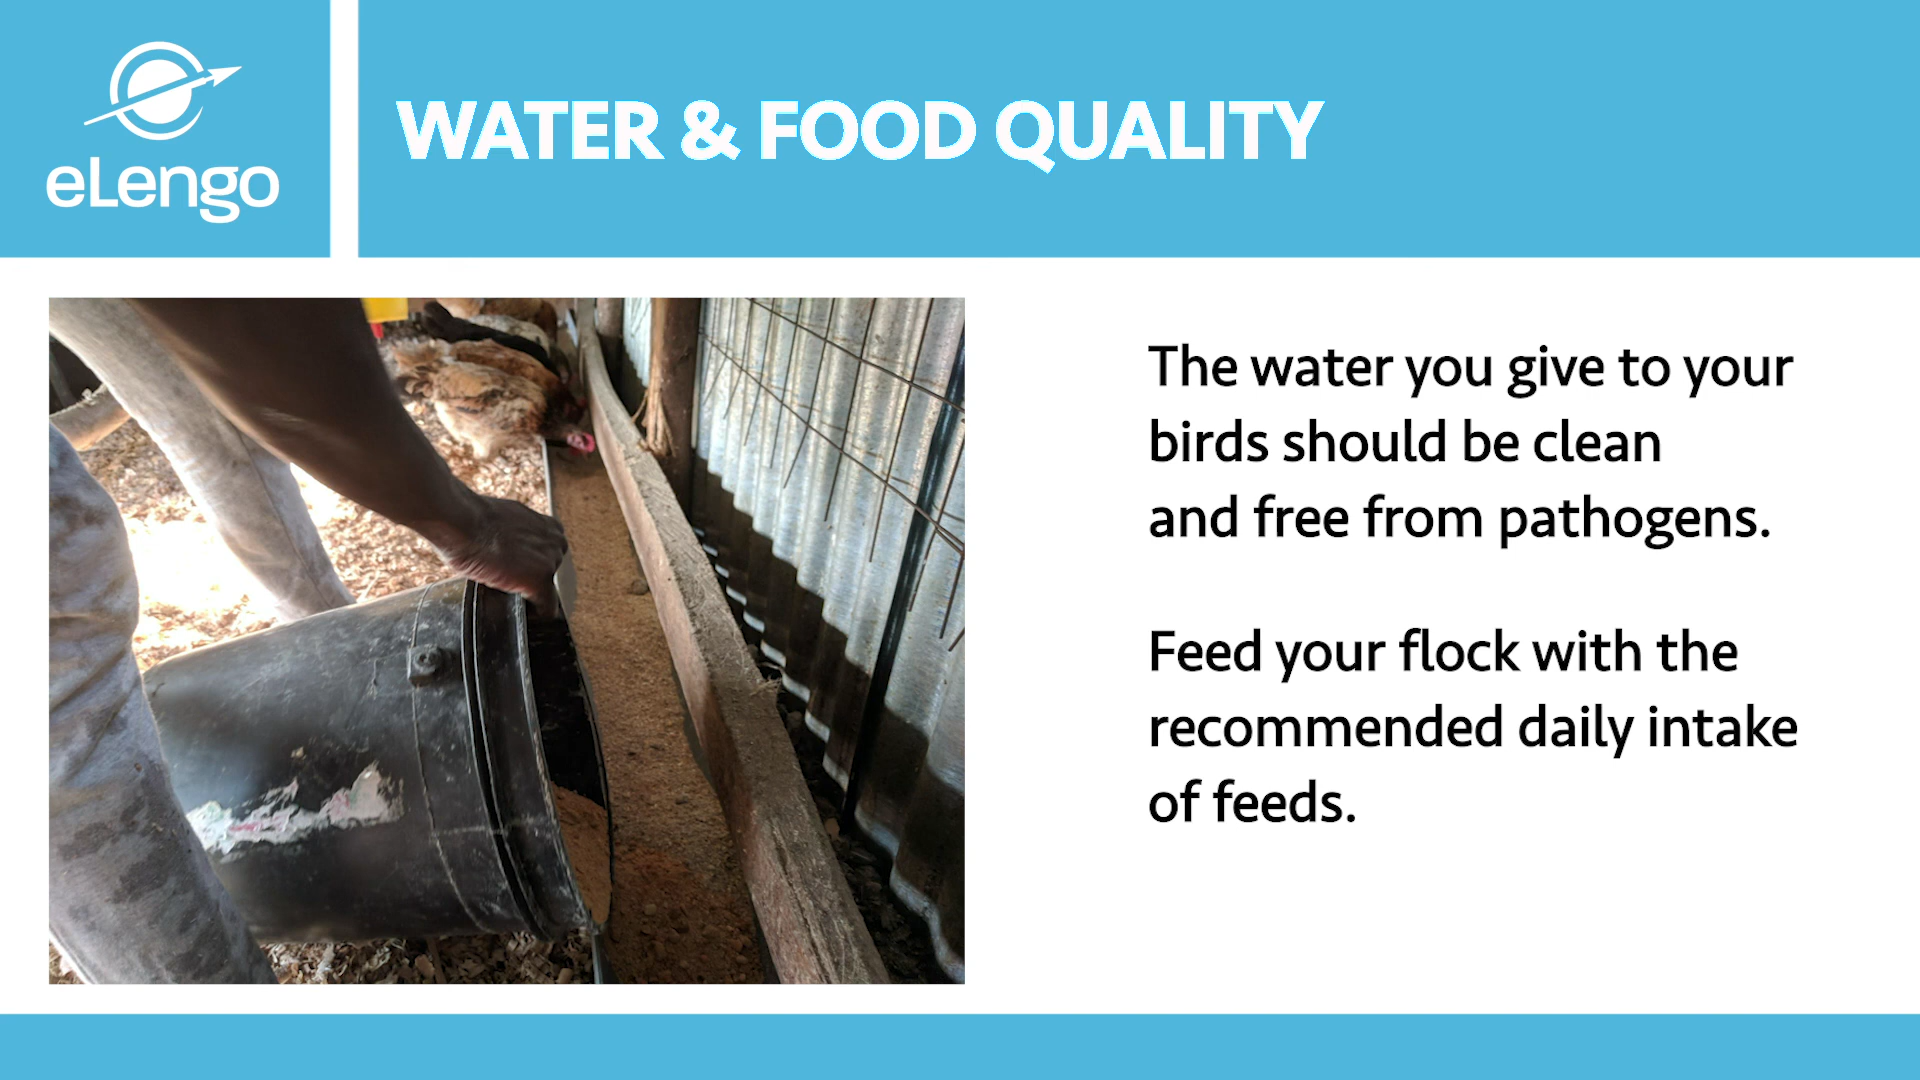 eLengo
WATER & FOOD QUALITY
The water you give to your
birds should be clean
and free from pathogens.
Feed your flock with the
recommended daily intake
of feeds.